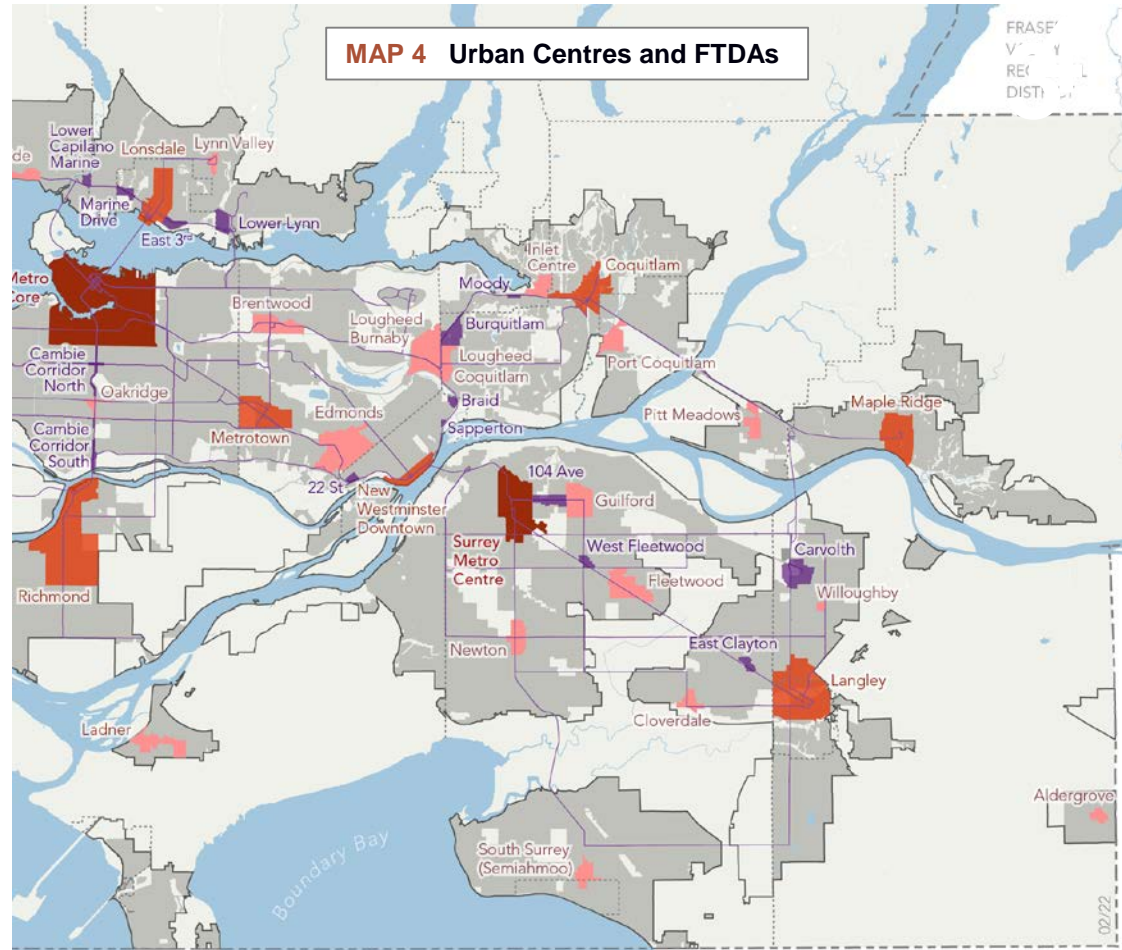 MAP 4 Urban Centres and FTDAs
FRASER
DISTRICT
Lower
Capilano
Marine
Lonsdale
Lynn Valley
de
Marine
Drive
East 3rd
Lower Lynn
Metro
Core
Inlet
Centre
Coquitlam
Moody
Brentwood
Lougheed
Burnaby
Burquitlam
Lougheed
Coquitlam
Port Coquitlam
Cambie
Corridor
North
Oakridge
Cambie
Corridor
South
Metrotown
Edmonds
Braid
Sapperton
Pitt Meadows
Maple Ridge
22 St
New
Westminster
Downtown
104 Ave
Guilford
Surrey
Metro
Centre
West Fleetwood
Fleetwood
Carvolth
Willoughby
Richmond
Newton
East Clayton
Langley
Cloverdale
Ladner
Boundary Bay
South Surrey
(Semiahmoo)
Aldergrove
02/22